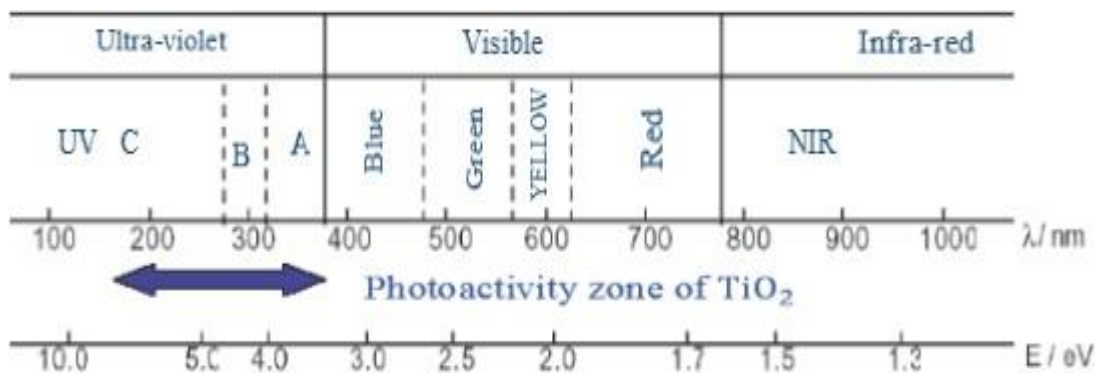 Ultra-violet Visible Infra-red
UV C B A Blue Green YELLOW Red NIR
100 200 300 400 500 600 700 800 900 1000 λ/ nm
Photoactivity zone of TiO₂
10.0 5.0 4.0 3.0 2.5 2.0 1.7 1.5 1.3 E / eV